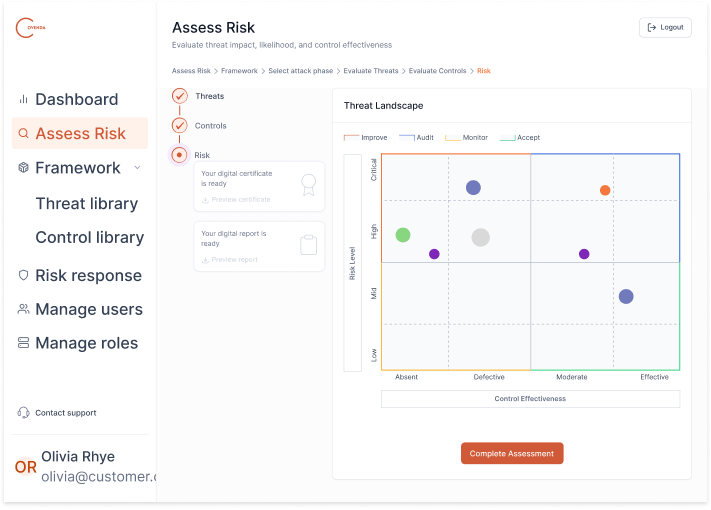 OVENDA
Dashboard
Assess Risk
Framework
Threat library
Control library
Risk response
Manage users
Manage roles
Contact support
OR
Olivia Rhye
olivia@customer.c
Assess Risk
Evaluate threat impact, likelihood, and control effectiveness
Logout
Assess Risk > Framework > Select attack phase > Evaluate Threats > Evaluate Controls > Risk
Threats
Controls
Risk
Your digital certificate
is ready
Preview certificate
Your digital report is
ready
Preview report
Threat Landscape
Improve
Audit
Monitor
Accept
Risk Level
Critical
High
Mid
Low
Absent
Defective
Moderate
Effective
Control Effectiveness
Complete Assessment